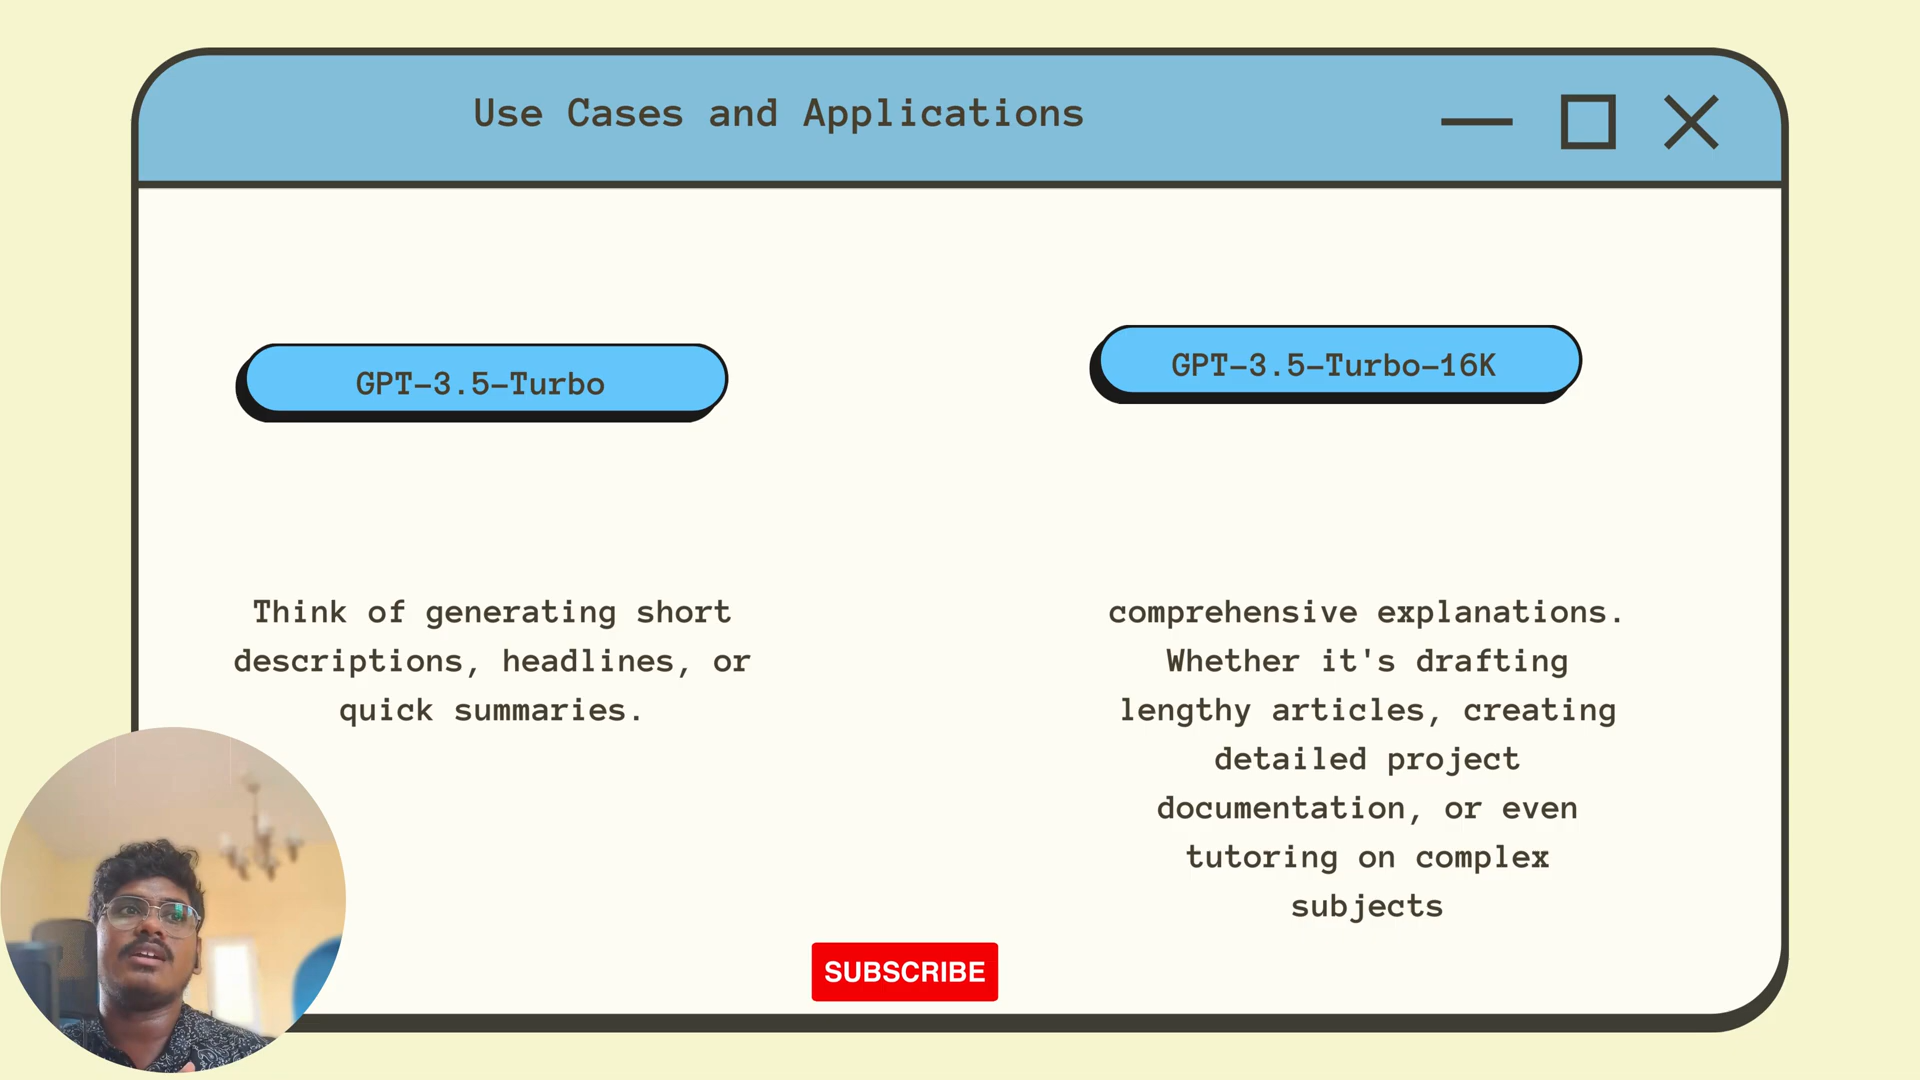 Use Cases and Applications
GPT-3.5-Turbo
Think of generating short
descriptions, headlines, or
quick summaries.
GPT-3.5-Turbo-16K
comprehensive explanations.
Whether it's drafting
lengthy articles, creating
detailed project
documentation, or even
tutoring on complex
subjects
SUBSCRIBE